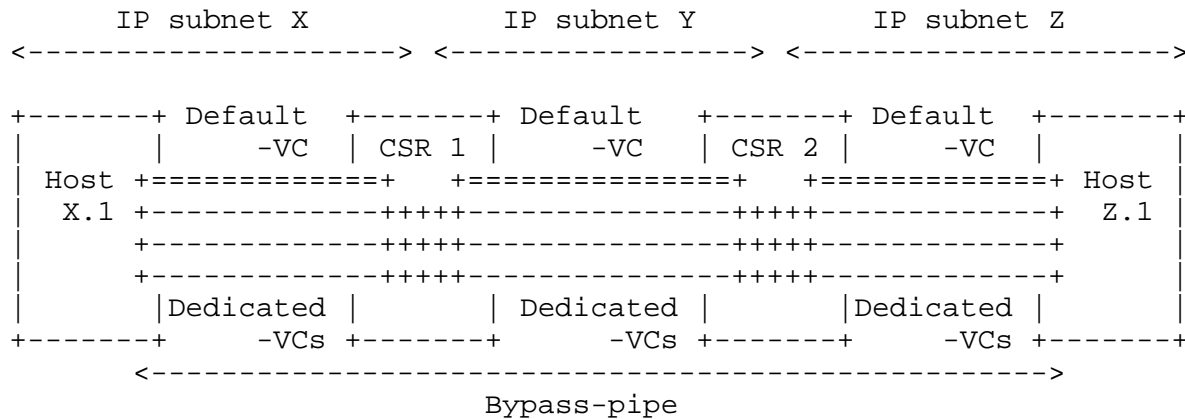 IP subnet X IP subnet Y IP subnet Z
<---------------------> <-----------------> <--------------------->
+-------+ Default +-------+ Default +-------+ Default +-------+
| | -VC | CSR 1 | -VC | CSR 2 | -VC | |
| Host +=============+ +===============+ +=============+ Host |
| X.1 +-------------+++++---------------+++++-------------+ Z.1 |
| +-------------+++++---------------+++++-------------+ |
| +-------------+++++---------------+++++-------------+ |
| |Dedicated | | Dedicated | |Dedicated | |
+-------+ -VCs +-------+ -VCs +-------+ -VCs +-------+
<--------------------------------------------------->
Bypass-pipe